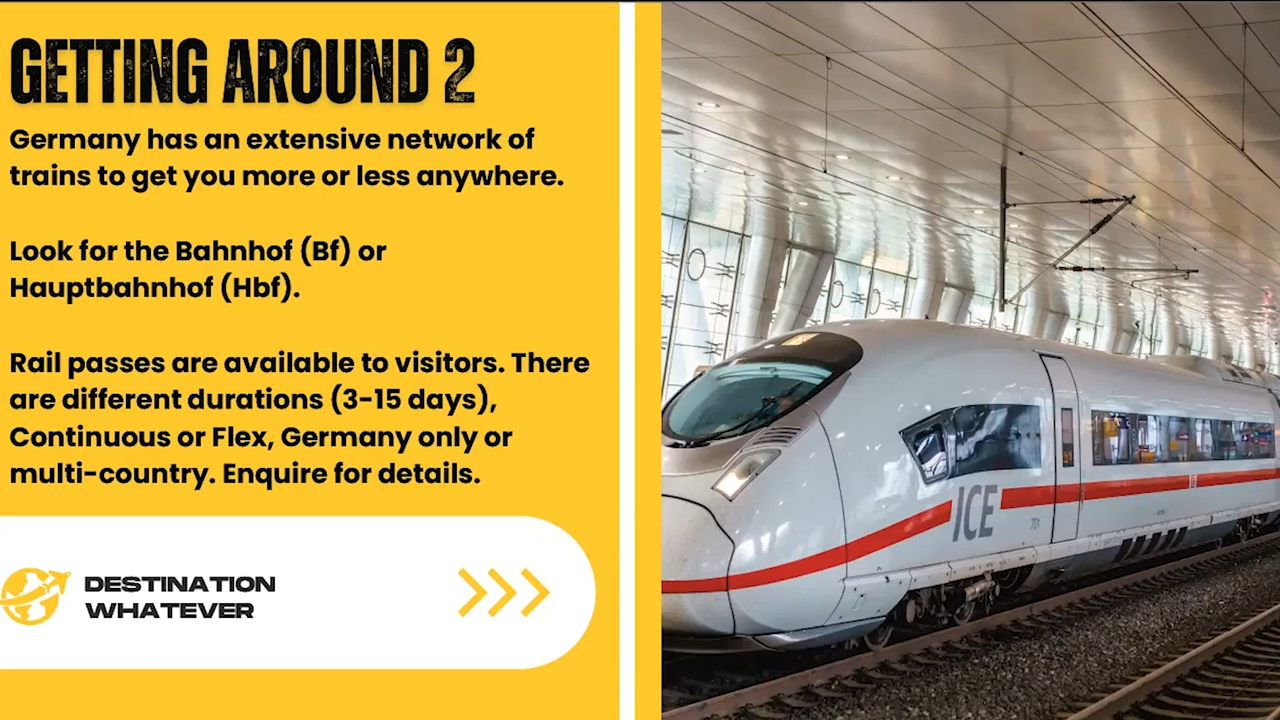 GETTING AROUND 2
Germany has an extensive network of
trains to get you more or less anywhere.
Look for the Bahnhof (Bf) or
Hauptbahnhof (Hbf).
Rail passes are available to visitors. There
are different durations (3-15 days),
Continuous or Flex, Germany only or
multi-country. Enquire for details.
DESTINATION
WHATEVER
ICE